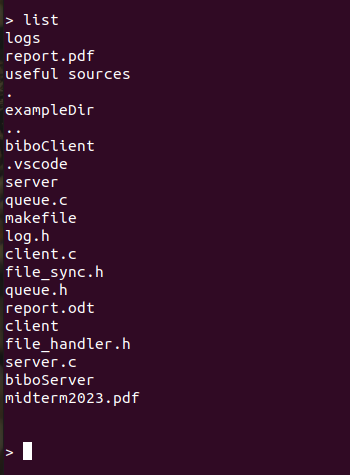 > list
logs
report.pdf
useful sources
.
exampleDir
..
biboClient
.vscode
server
queue.c
makefile
log.h
client.c
file_sync.h
queue.h
report.odt
client
file_handler.h
server.c
biboServer
midterm2023.pdf
>